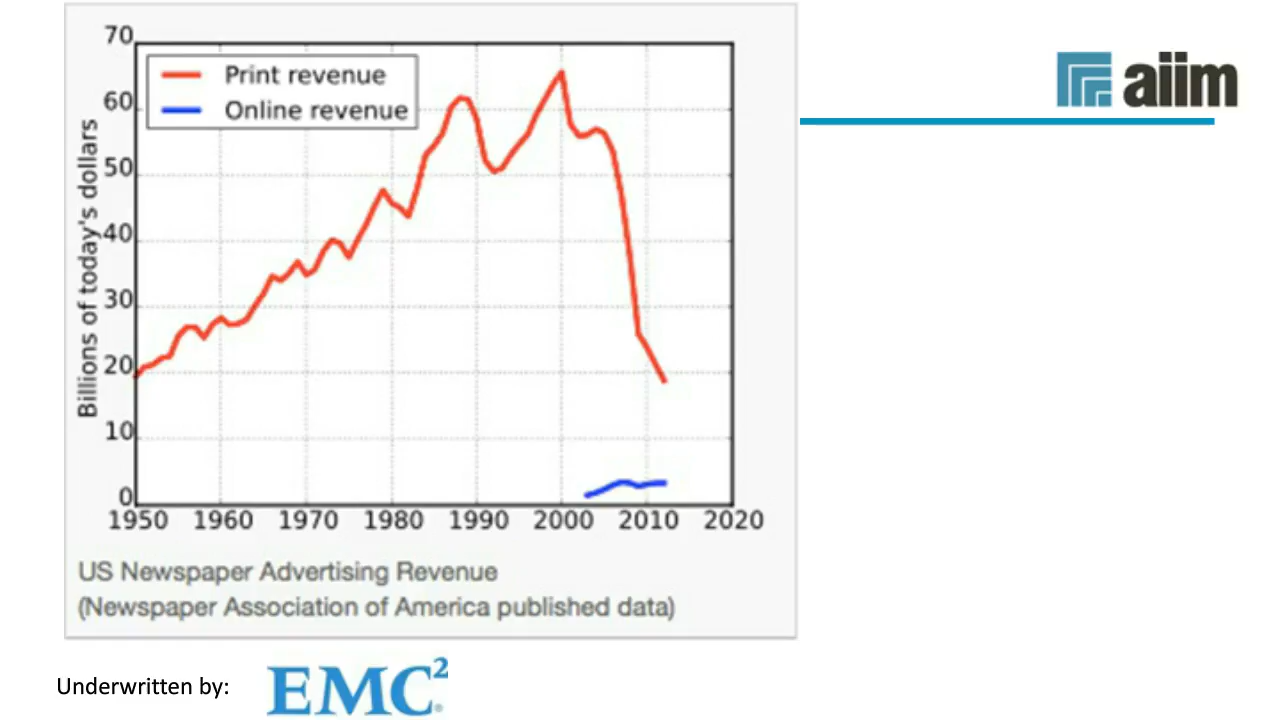 70
60
50
40
30
20
10
0
Billions of today's dollars
Print revenue
Online revenue
1950 1960 1970 1980 1990 2000 2010 2020
US Newspaper Advertising Revenue
(Newspaper Association of America published data)
aiim
Underwritten by:
EMC²